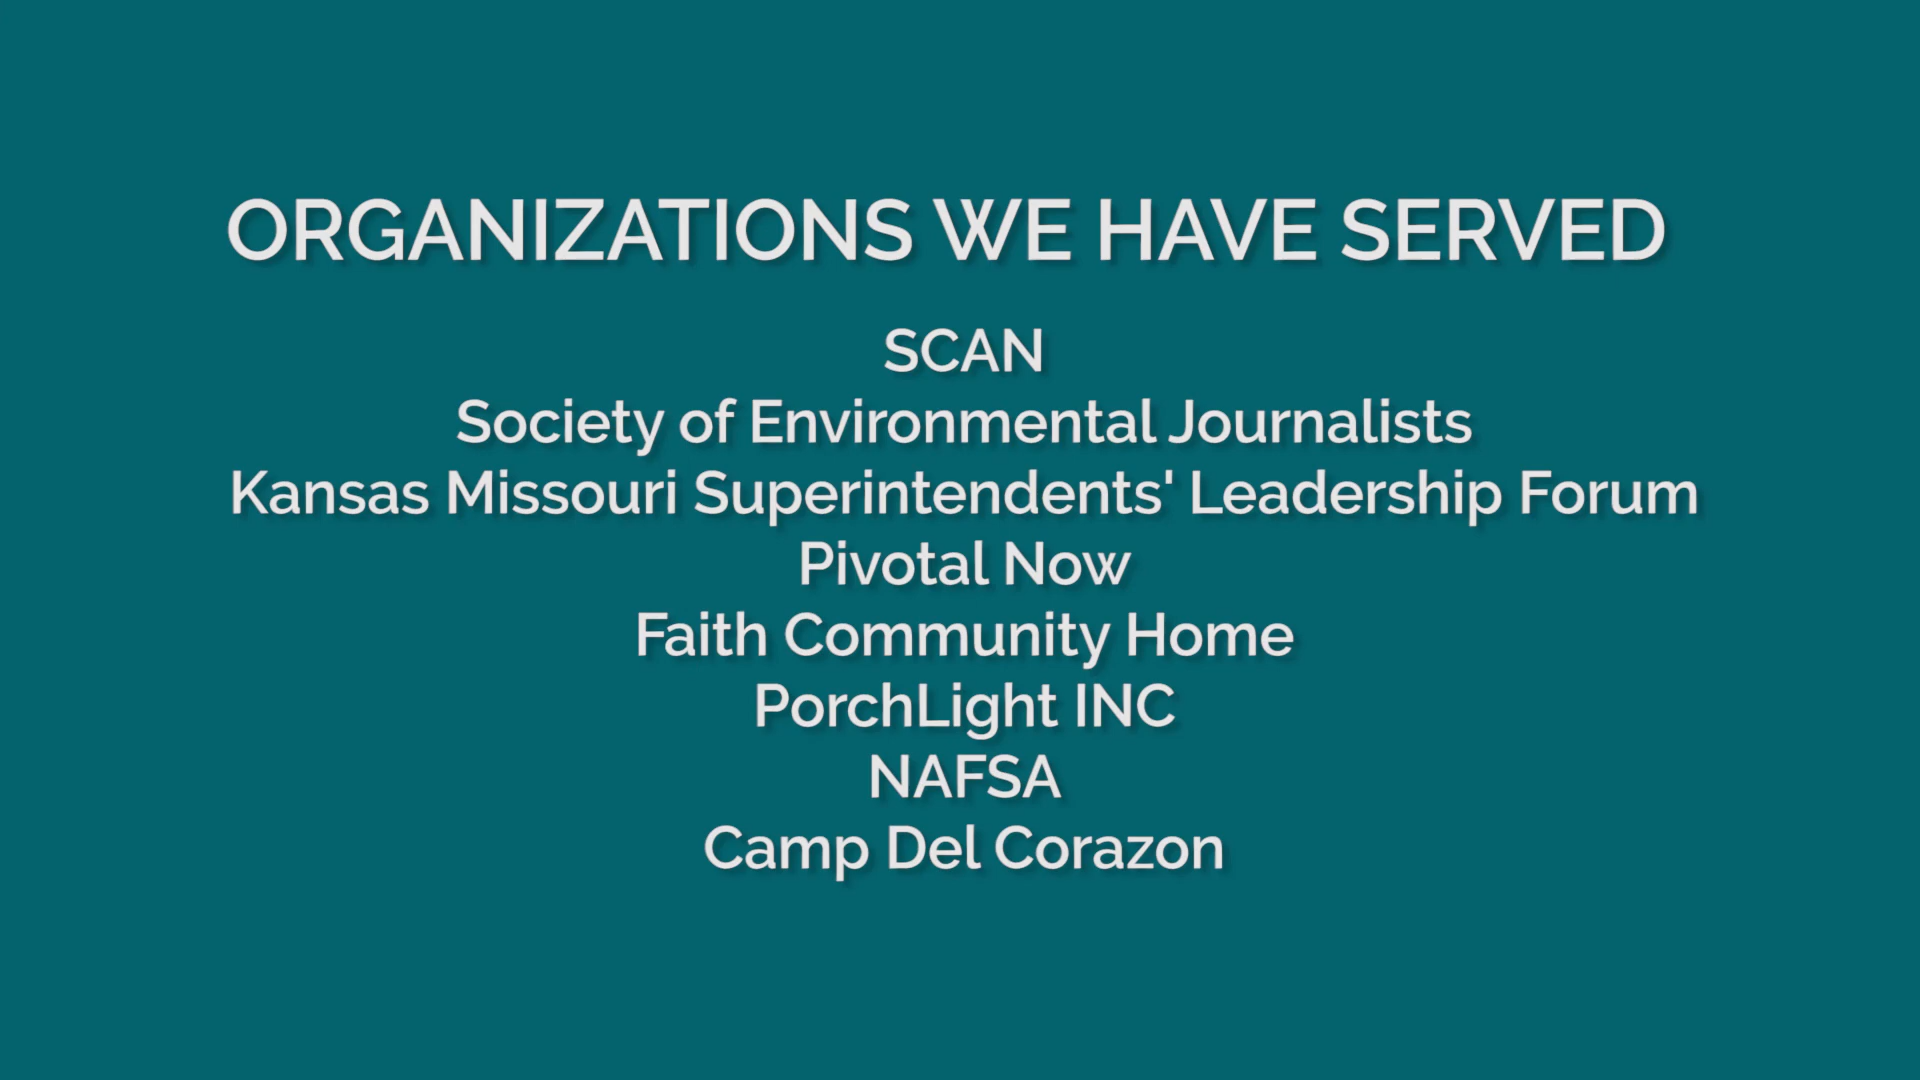 ORGANIZATIONS WE HAVE SERVED
SCAN
Society of Environmental Journalists
Kansas Missouri Superintendents' Leadership Forum
Pivotal Now
Faith Community Home
PorchLight INC
NAFSA
Camp Del Corazon